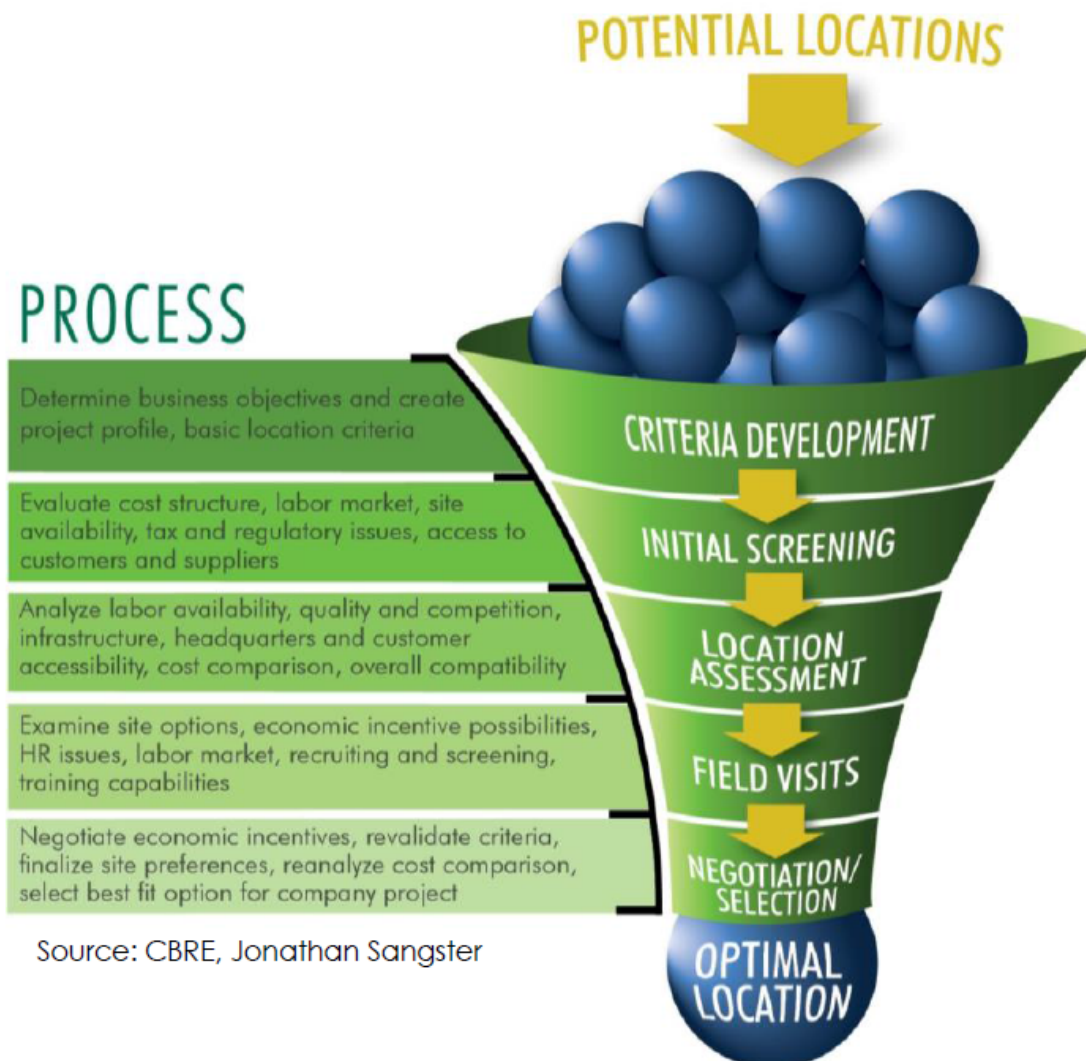 POTENTIAL LOCATIONS
PROCESS
Determine business objectives and create
project profile, basic location criteria
Evaluate cost structure, labor market, site
availability, tax and regulatory issues, access to
customers and suppliers
Analyze labor availability, quality and competition,
infrastructure, headquarters and customer
accessibility, cost comparison, overall compatibility
Examine site options, economic incentive possibilities,
HR issues, labor market, recruiting and screening,
training capabilities
Negotiate economic incentives, revalidate criteria,
finalize site preferences, reanalyze cost comparison,
select best fit option for company project
CRITERIA DEVELOPMENT
INITIAL SCREENING
LOCATION
ASSESSMENT
FIELD VISITS
NEGOTIATION/
SELECTION
OPTIMAL
LOCATION
Source: CBRE, Jonathan Sangster